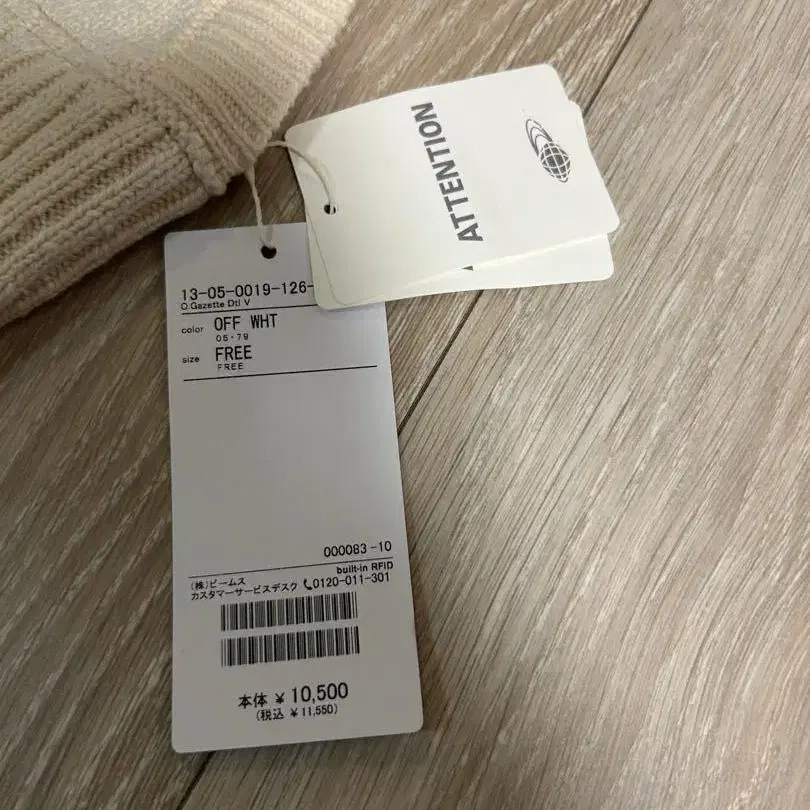 ATTENTION
13-05-0019-126-
O.Gazette Dtl V
color OFF WHT
05・79
size FREE
FREE
000083-10
built-in RFID
(株)ビームス
カスタマーサービスデスク 0120-011-301
本体 ¥10,500
(税込 ¥11,550)